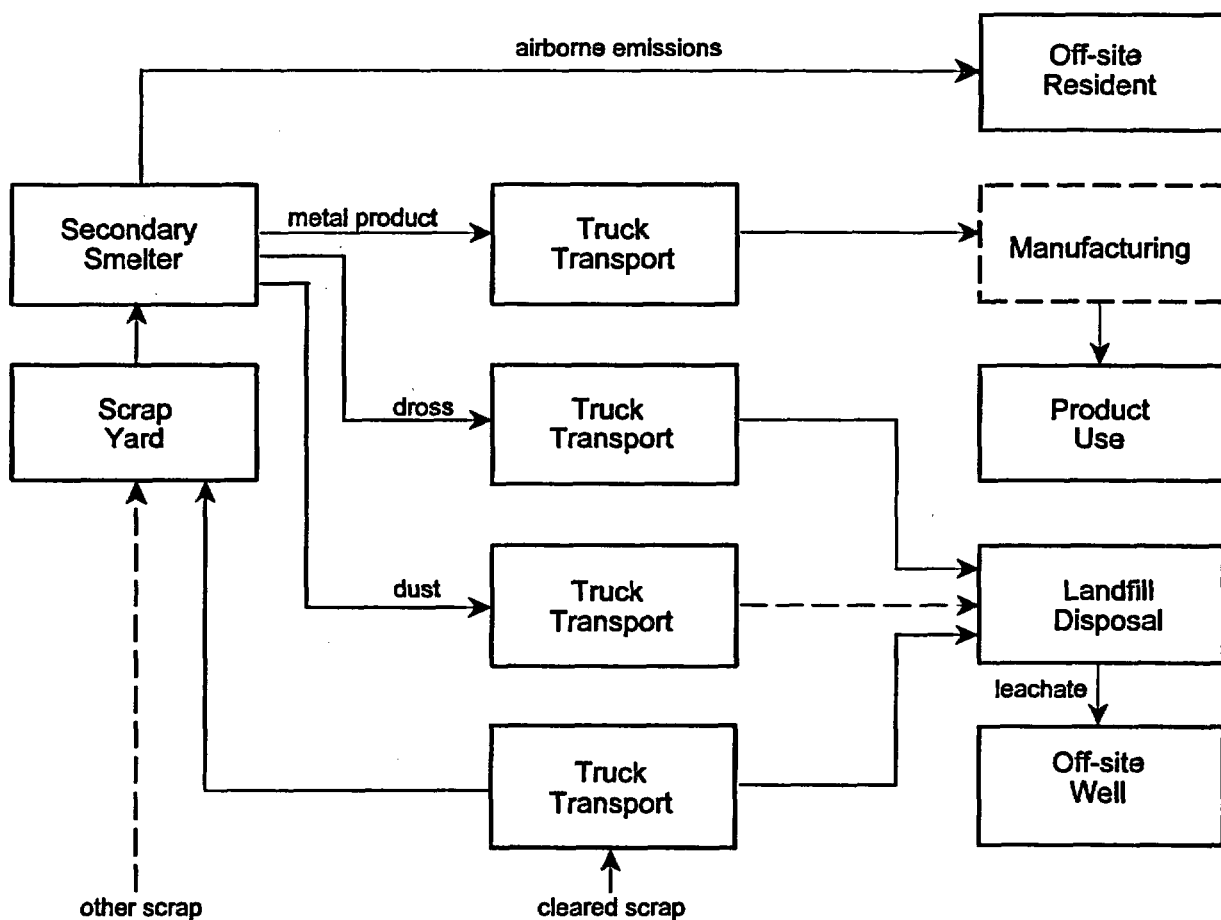 airborne emissions
Off-site
Resident
Secondary
Smelter
metal product
Truck
Transport
Manufacturing
Scrap
Yard
dross
Truck
Transport
Product
Use
dust
Truck
Transport
Landfill
Disposal
leachate
Truck
Transport
Off-site
Well
other scrap
cleared scrap